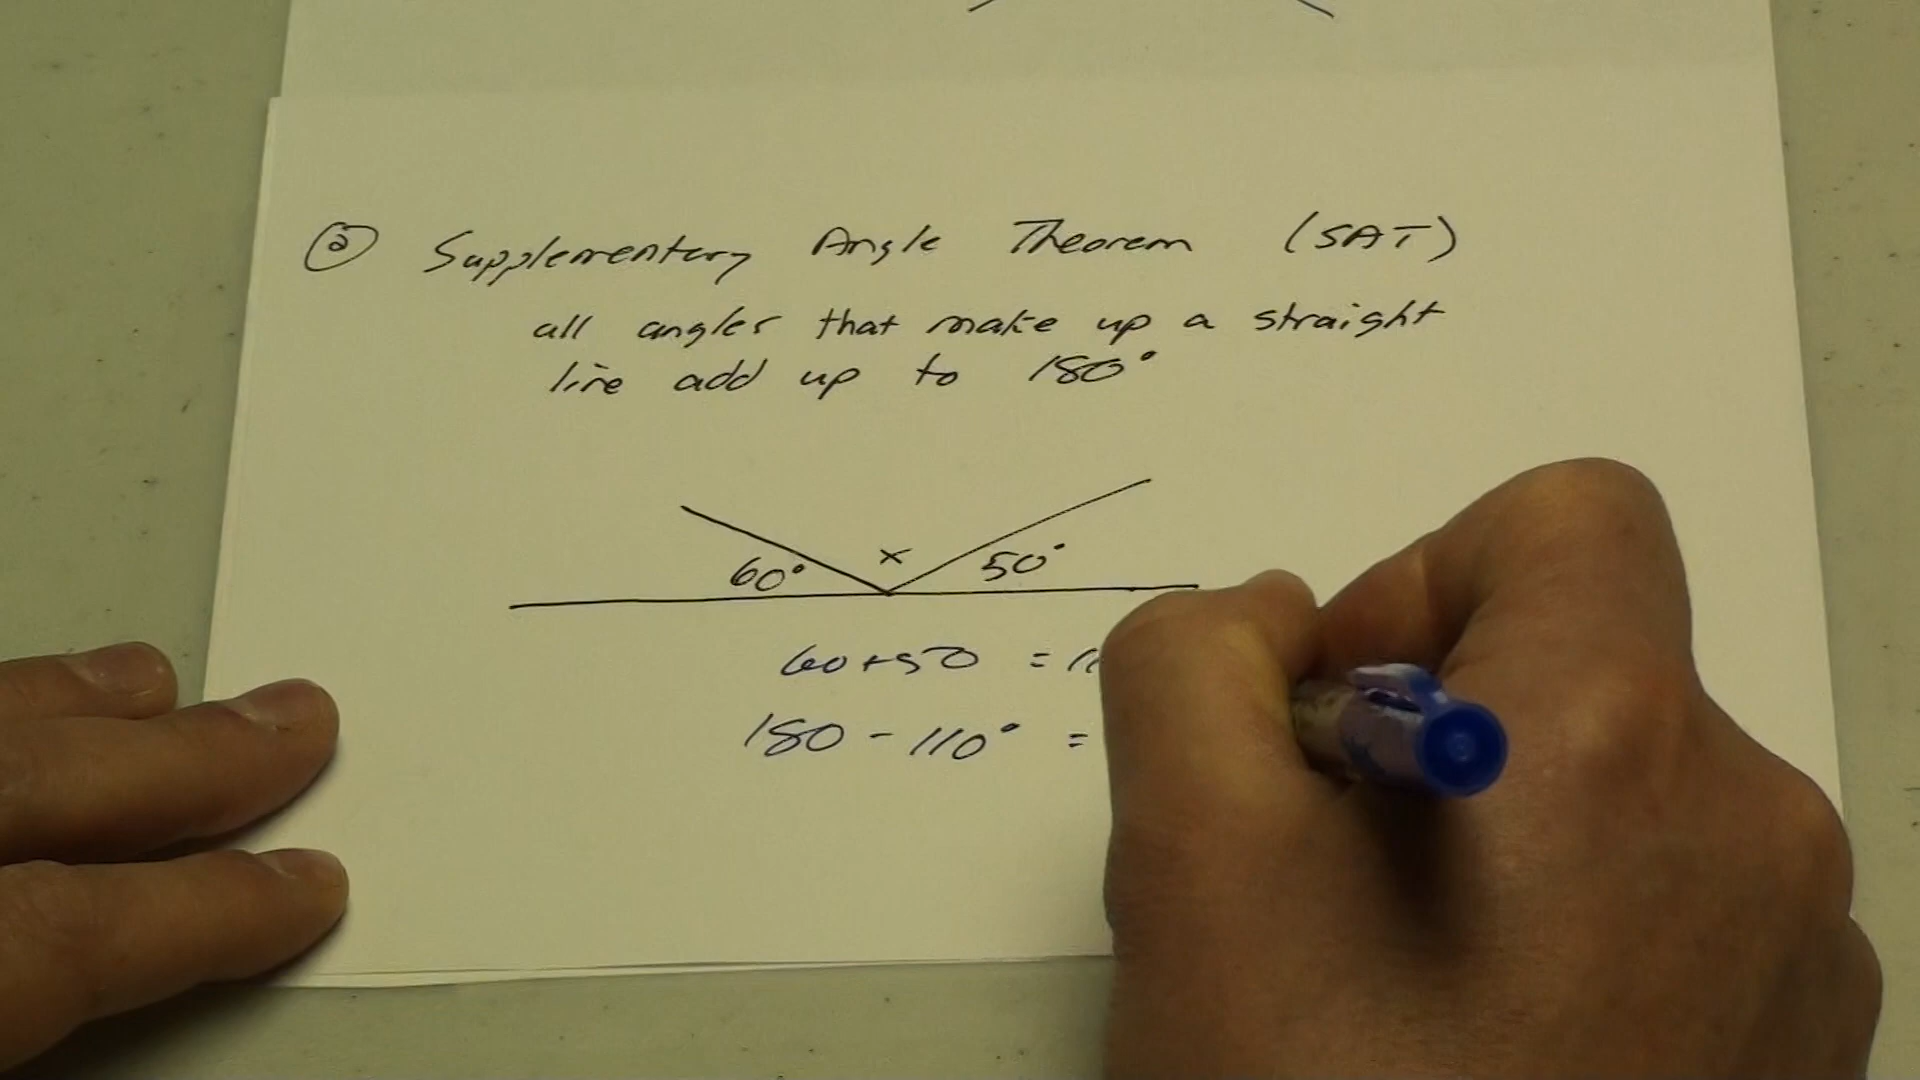 ② Supplementary Angle Theorem (SAT)
all angles that make up a straight
line add up to 180°
60° x 50°
60+50 = 11
180 - 110° =